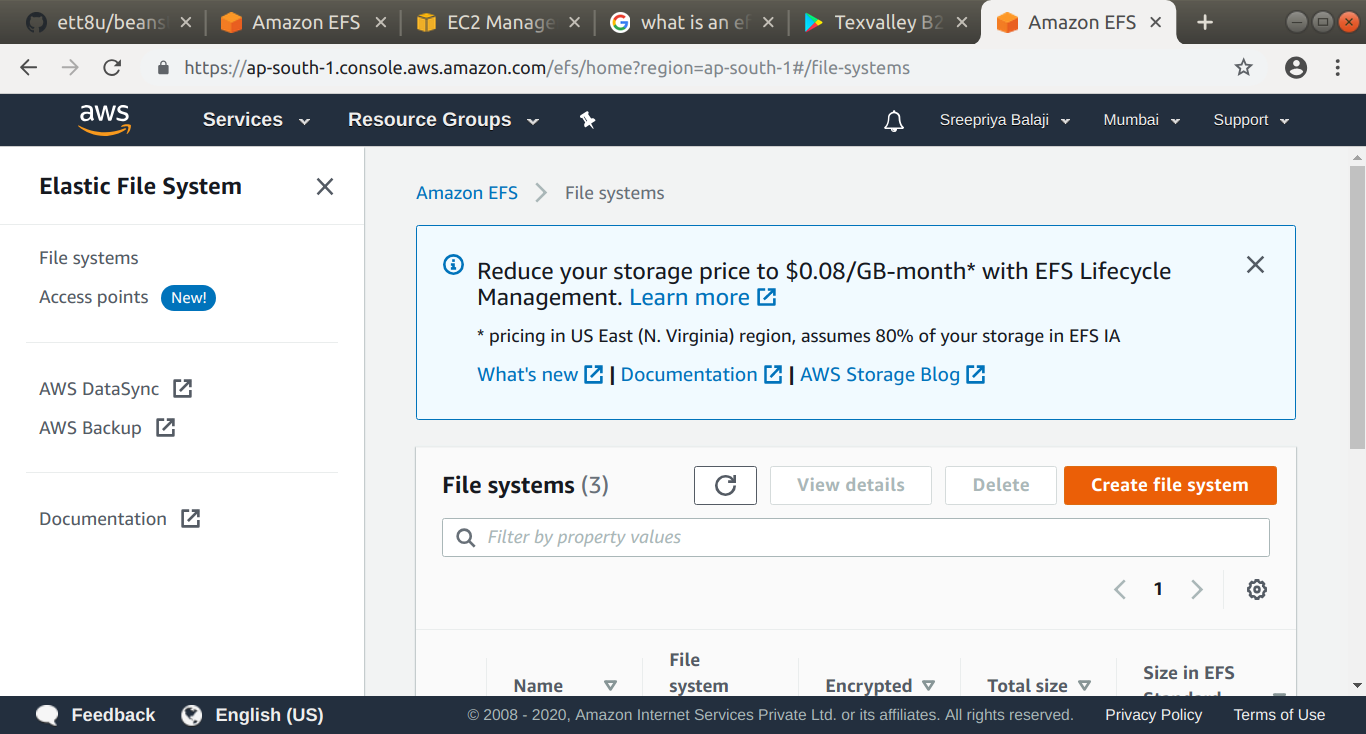 ett8u/beans
Amazon EFS
EC2 Manage
what is an ef
Texvalley B2
Amazon EFS
https://ap-south-1.console.aws.amazon.com/efs/home?region=ap-south-1#/file-systems
aws
Services
Resource Groups
Sreepriya Balaji
Mumbai
Support
Elastic File System
File systems
Access points New!
AWS DataSync
AWS Backup
Documentation
Amazon EFS > File systems
Reduce your storage price to $0.08/GB-month* with EFS Lifecycle
Management. Learn more
* pricing in US East (N. Virginia) region, assumes 80% of your storage in EFS IA
What's new | Documentation | AWS Storage Blog
File systems (3)
View details
Delete
Create file system
Filter by property values
1
Name
File
system
Encrypted
Total size
Size in EFS
Standard
Feedback
English (US)
© 2008 - 2020, Amazon Internet Services Private Ltd. or its affiliates. All rights reserved.
Privacy Policy
Terms of Use